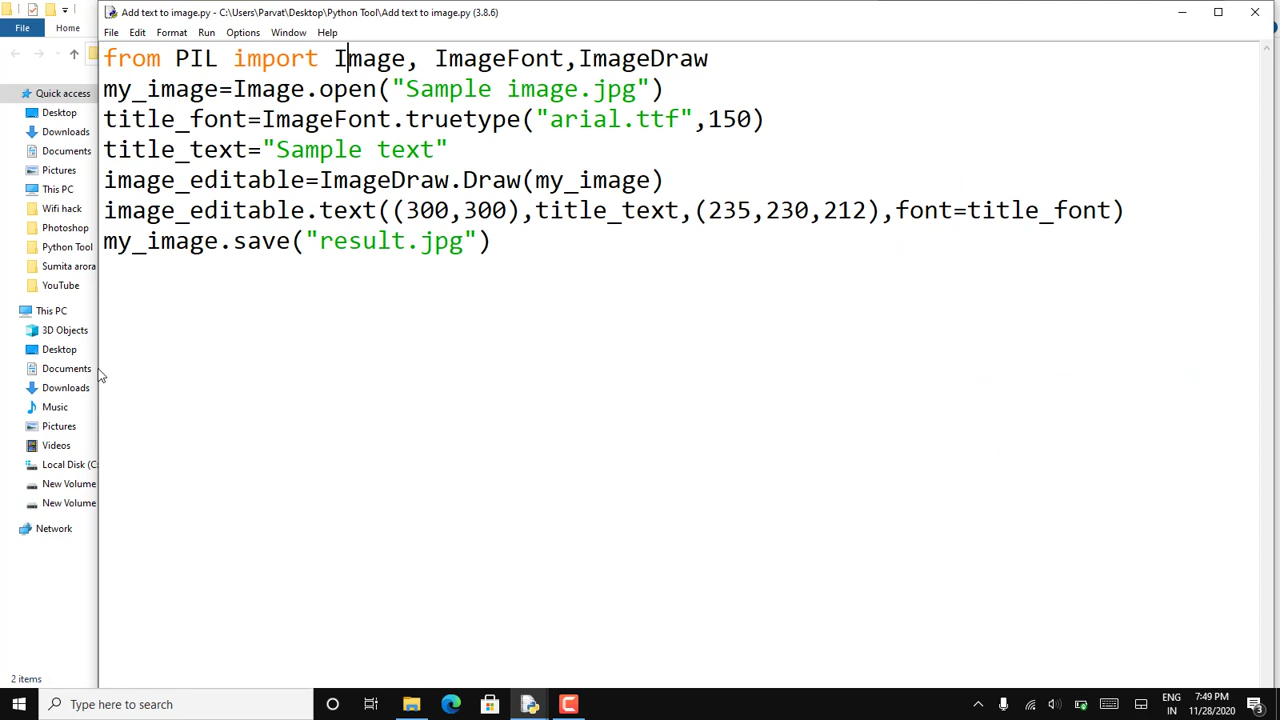 Add text to image.py - C:\Users\Parvat\Desktop\Python Tool\Add text to image.py (3.8.6)
File Home
File Edit Format Run Options Window Help
from PIL import Image, ImageFont,ImageDraw
my_image=Image.open("Sample image.jpg")
title_font=ImageFont.truetype("arial.ttf",150)
title_text="Sample text"
image_editable=ImageDraw.Draw(my_image)
image_editable.text((300,300),title_text,(235,230,212),font=title_font)
my_image.save("result.jpg")
Quick access
Desktop
Downloads
Documents
Pictures
This PC
Wifi hack
Photoshop
Python Tool
Sumita arora
YouTube
This PC
3D Objects
Desktop
Documents
Downloads
Music
Pictures
Videos
Local Disk (C:
New Volume
New Volume
Network
2 items
Type here to search
ENG
IN
7:49 PM
11/28/2020
3